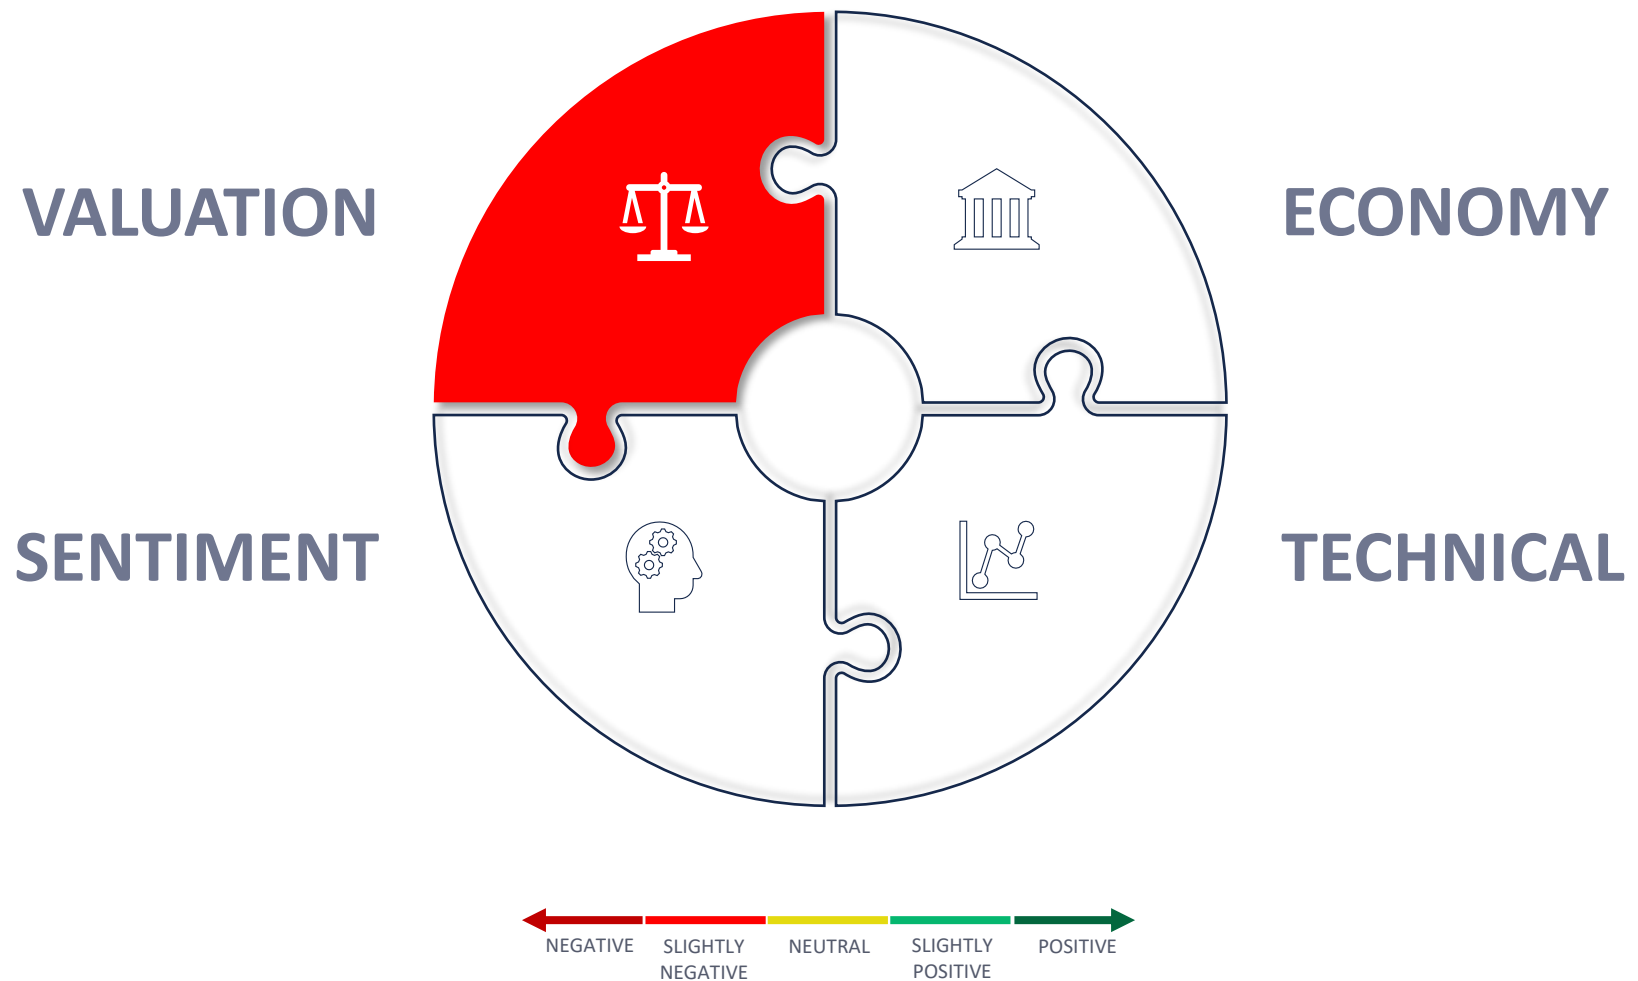 VALUATION
ECONOMY
SENTIMENT
TECHNICAL
NEGATIVE
SLIGHTLY
NEGATIVE
NEUTRAL
SLIGHTLY
POSITIVE
POSITIVE